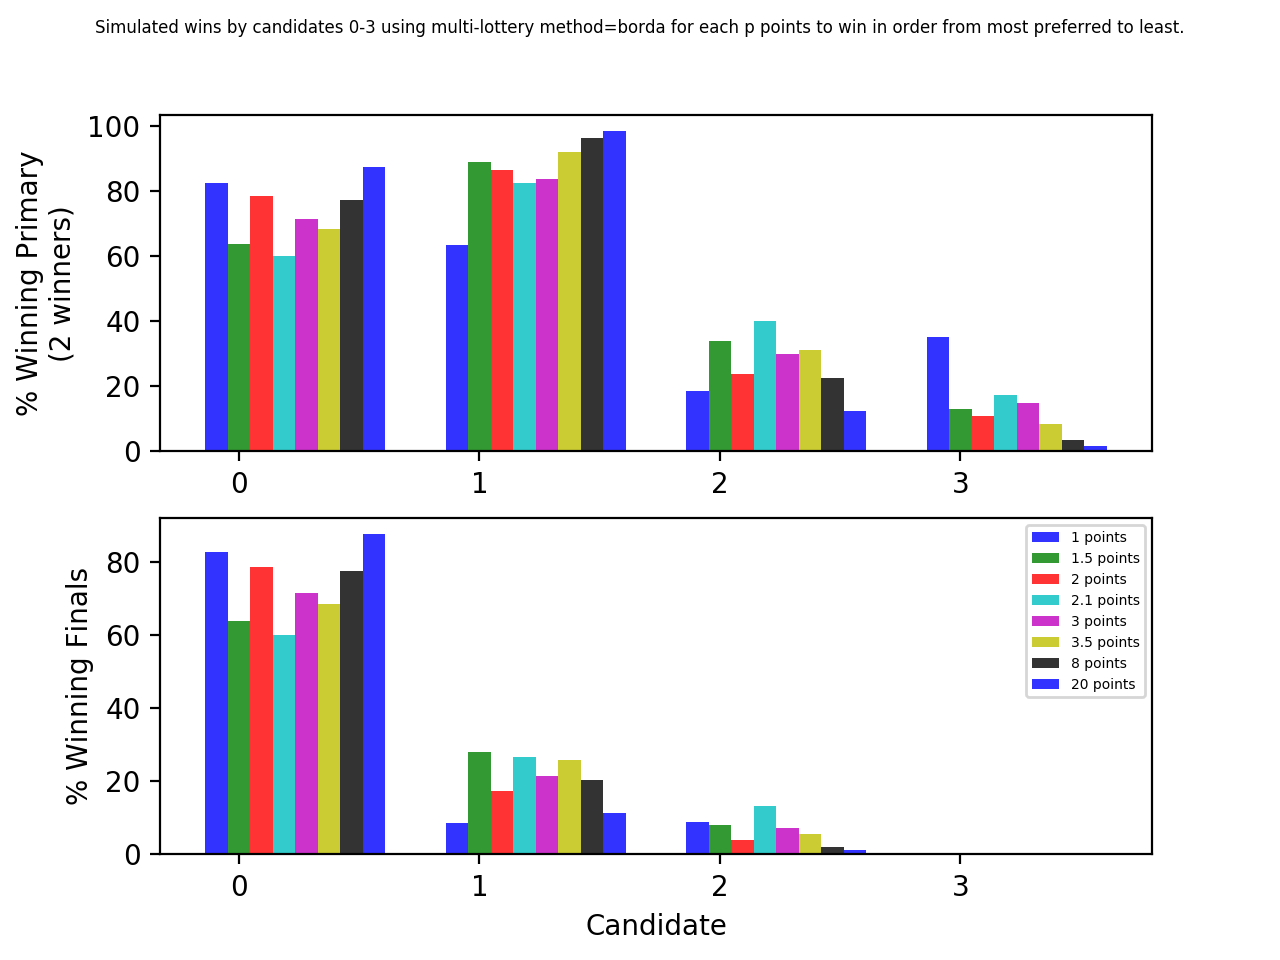 Simulated wins by candidates 0-3 using multi-lottery method=borda for each p points to win in order from most preferred to least.
% Winning Primary
(2 winners)
100
80
60
40
20
0
0 1 2 3
% Winning Finals
80
60
40
20
0
1 points
1.5 points
2 points
2.1 points
3 points
3.5 points
8 points
20 points
0 1 2 3
Candidate